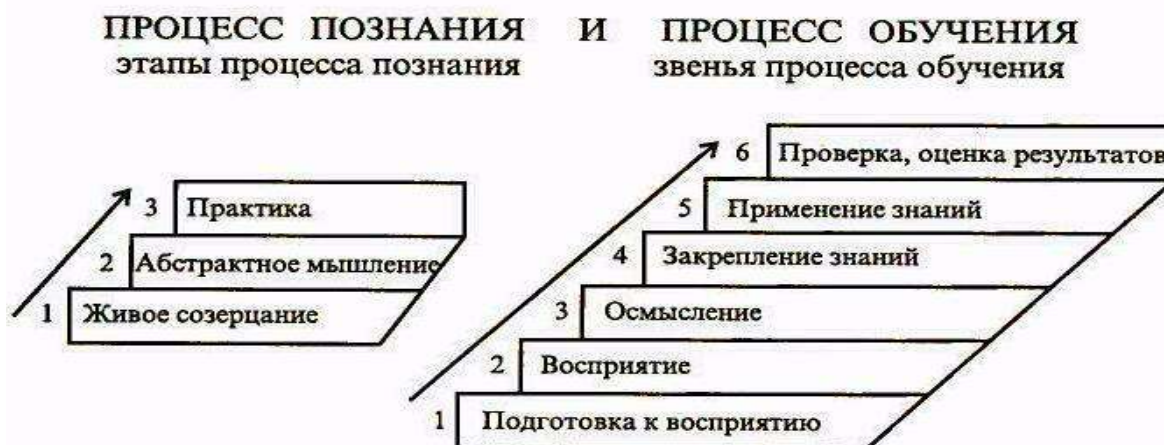 ПРОЦЕСС ПОЗНАНИЯ И ПРОЦЕСС ОБУЧЕНИЯ
этапы процесса познания
звенья процесса обучения
3 Практика
2 Абстрактное мышление
1 Живое созерцание
6 Проверка, оценка результатов
5 Применение знаний
4 Закрепление знаний
3 Осмысление
2 Восприятие
1 Подготовка к восприятию